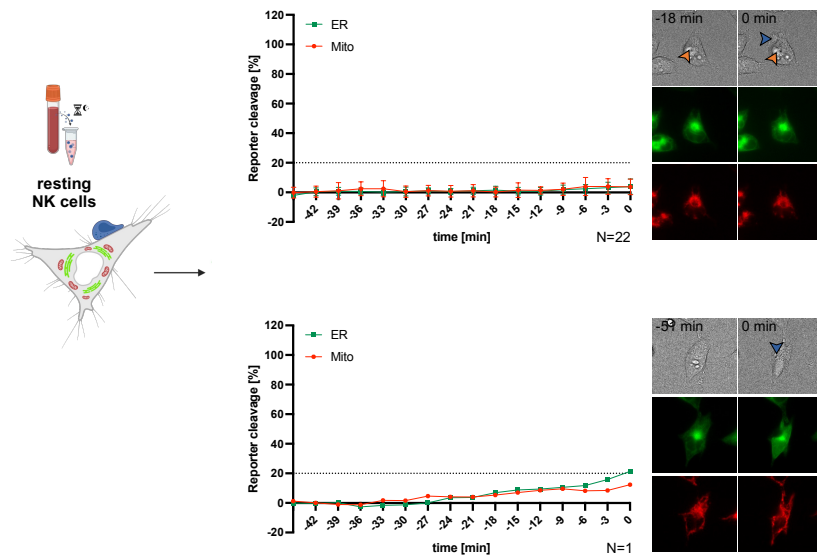 resting
NK cells
Reporter cleavage [%]
120
100
80
60
40
20
0
-20
ER
Mito
-42 -39 -36 -33 -30 -27 -24 -21 -18 -15 -12 -9 -6 -3 0
time [min]
N=22
-18 min 0 min
Reporter cleavage [%]
120
100
80
60
40
20
0
-20
ER
Mito
-42 -39 -36 -33 -30 -27 -24 -21 -18 -15 -12 -9 -6 -3 0
time [min]
N=1
-51 min 0 min